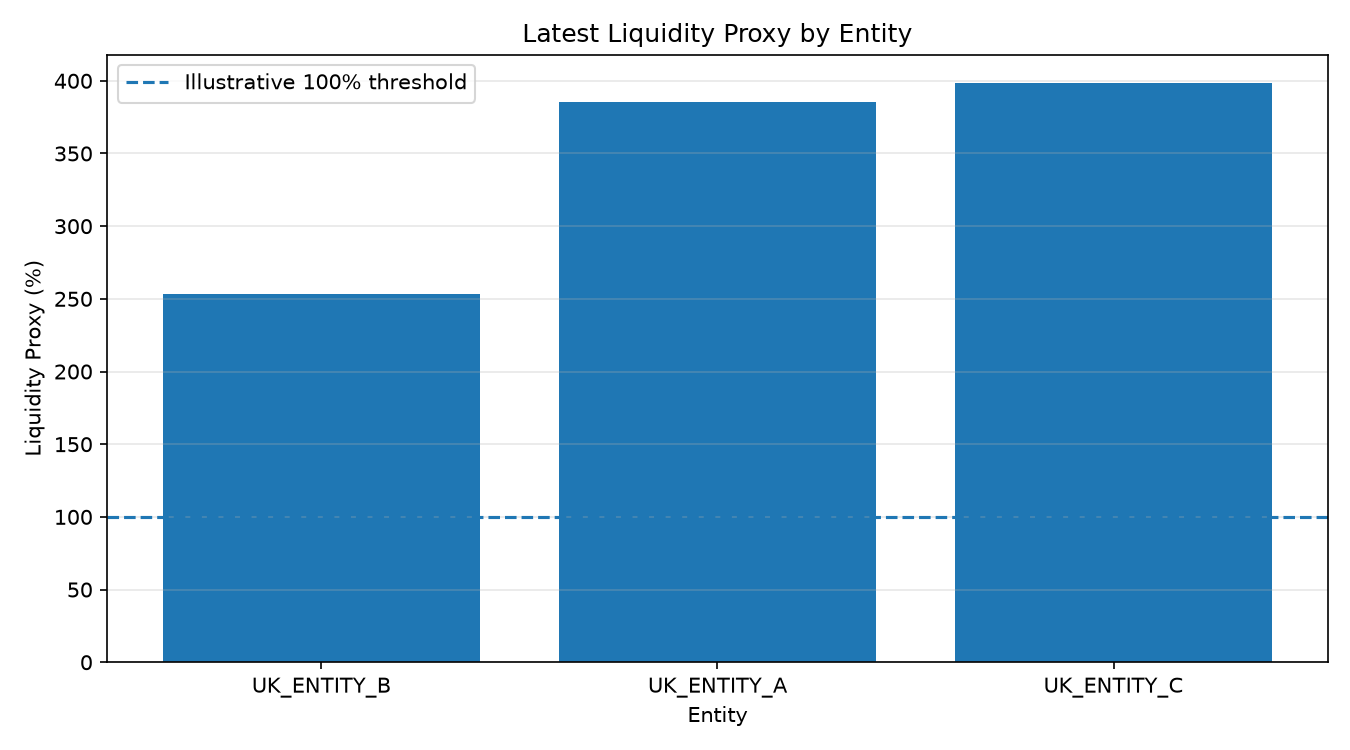 Latest Liquidity Proxy by Entity
Illustrative 100% threshold
Liquidity Proxy (%)
400
350
300
250
200
150
100
50
0
UK_ENTITY_B
UK_ENTITY_A
UK_ENTITY_C
Entity